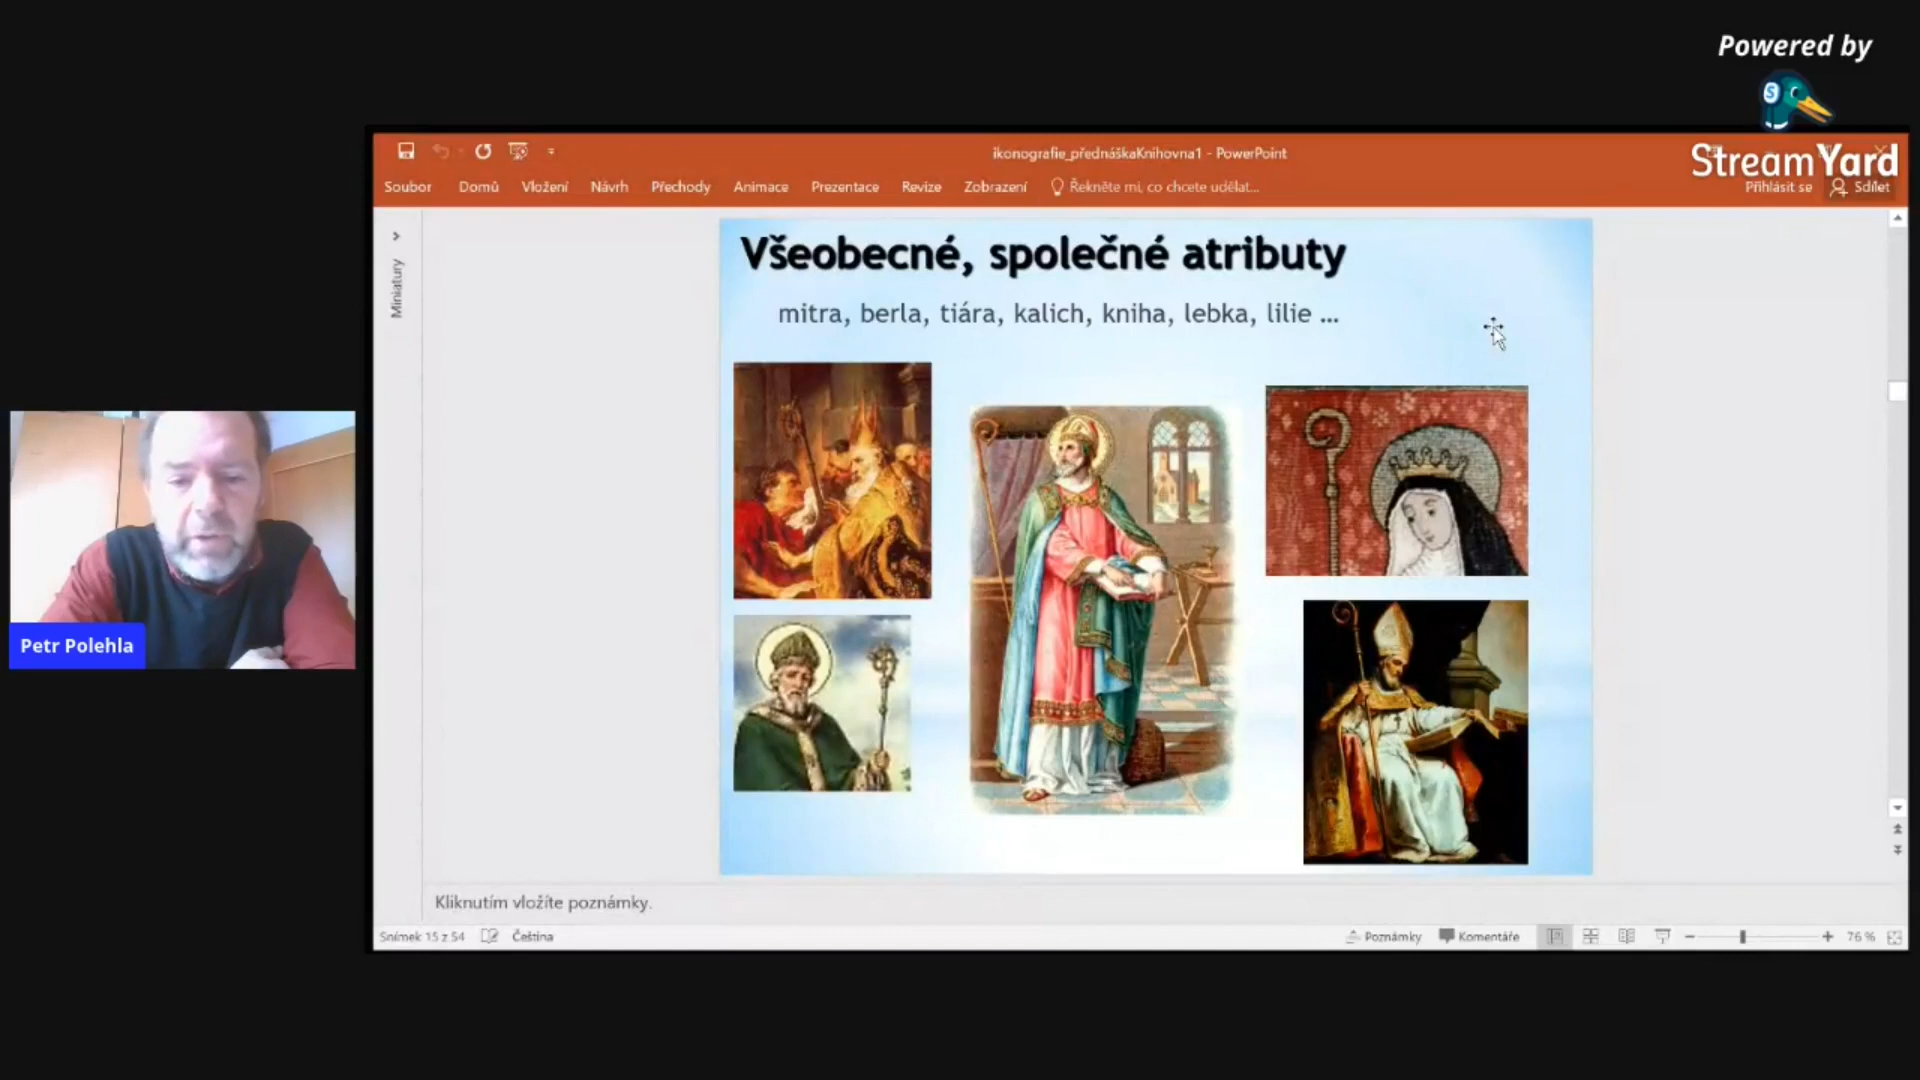 Powered by
StreamYard
ikonografie_přednáškaKnihovna1 - PowerPoint
Soubor Domů Vložení Návrh Přechody Animace Prezentace Revize Zobrazení Řekněte mi, co chcete udělat... Přihlásit se Sdílet
Miniatury
Všeobecné, společné atributy
mitra, berla, tiára, kalich, kniha, lebka, lilie ...
Petr Polehla
Kliknutím vložíte poznámky.
Snímek 15 z 54 Čeština Poznámky Komentáře 76 %